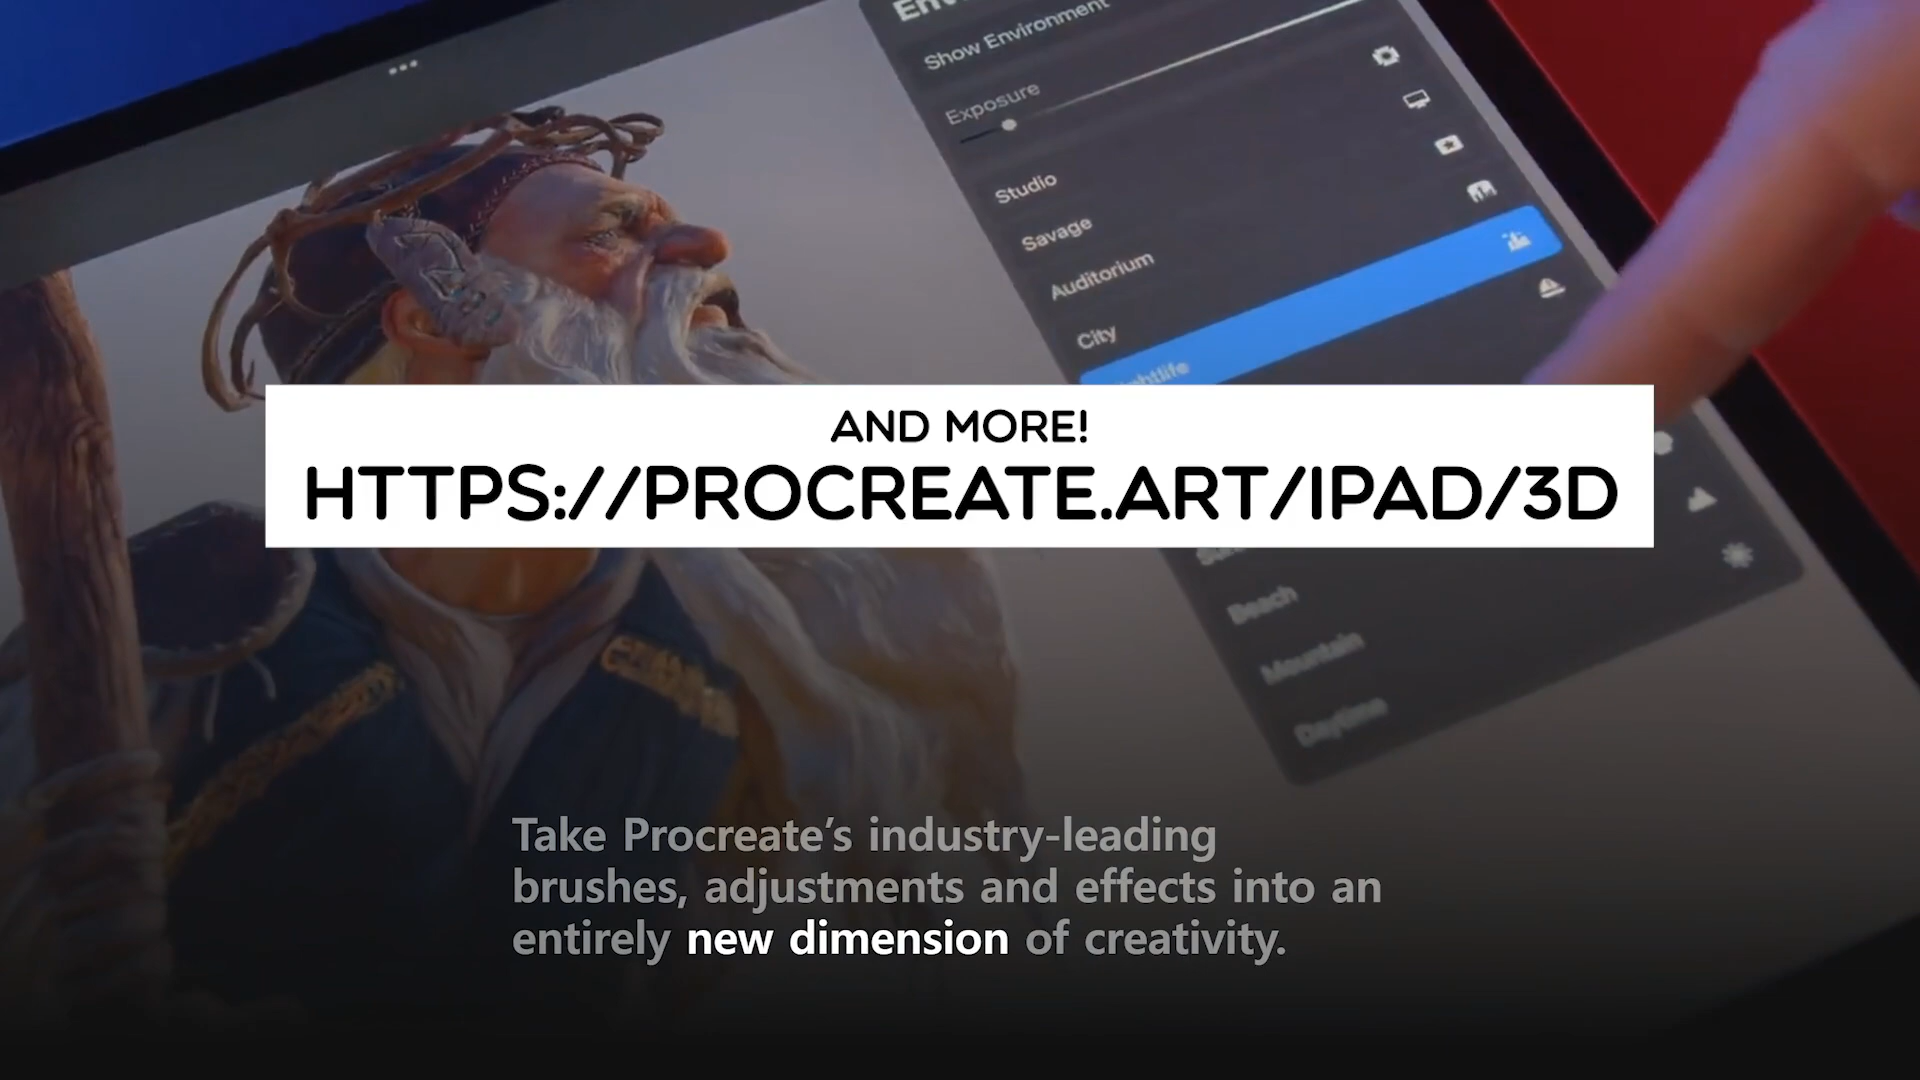 Show Environment
Exposure
Studio
Savage
Auditorium
City
AND MORE!
HTTPS://PROCREATE.ART/IPAD/3D
Beach
Mountain
Daytime
Take Procreate’s industry-leading
brushes, adjustments and effects into an
entirely new dimension of creativity.